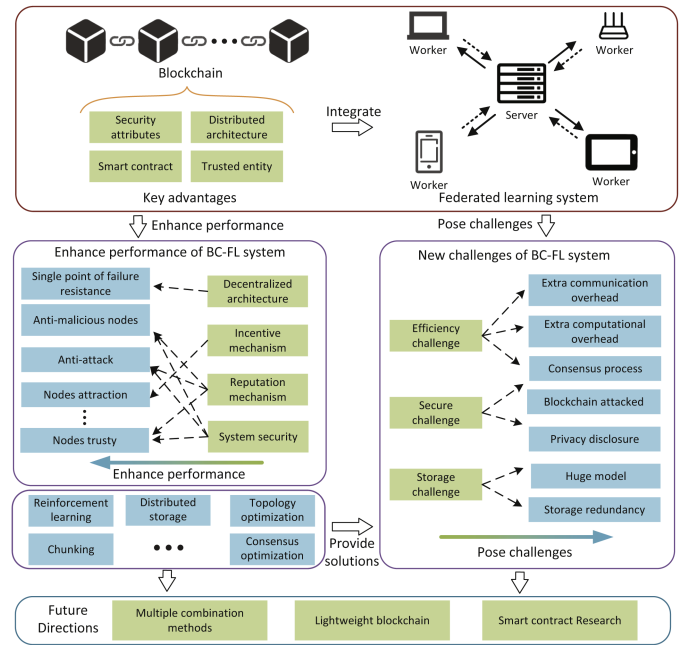 Blockchain
Security
attributes
Distributed
architecture
Smart contract
Trusted entity
Key advantages
Integrate
Worker
Worker
Server
Worker
Worker
Federated learning system
Enhance performance
Pose challenges
Enhance performance of BC-FL system
Single point of failure
resistance
Anti-malicious nodes
Anti-attack
Nodes attraction
Nodes trusty
Decentralized
architecture
Incentive
mechanism
Reputation
mechanism
System security
Enhance performance
New challenges of BC-FL system
Efficiency
challenge
Secure
challenge
Storage
challenge
Extra communication
overhead
Extra computational
overhead
Consensus process
Blockchain attacked
Privacy disclosure
Huge model
Storage redundancy
Pose challenges
Reinforcement
learning
Distributed
storage
Topology
optimization
Chunking
Consensus
optimization
Provide
solutions
Future
Directions
Multiple combination
methods
Lightweight blockchain
Smart contract Research